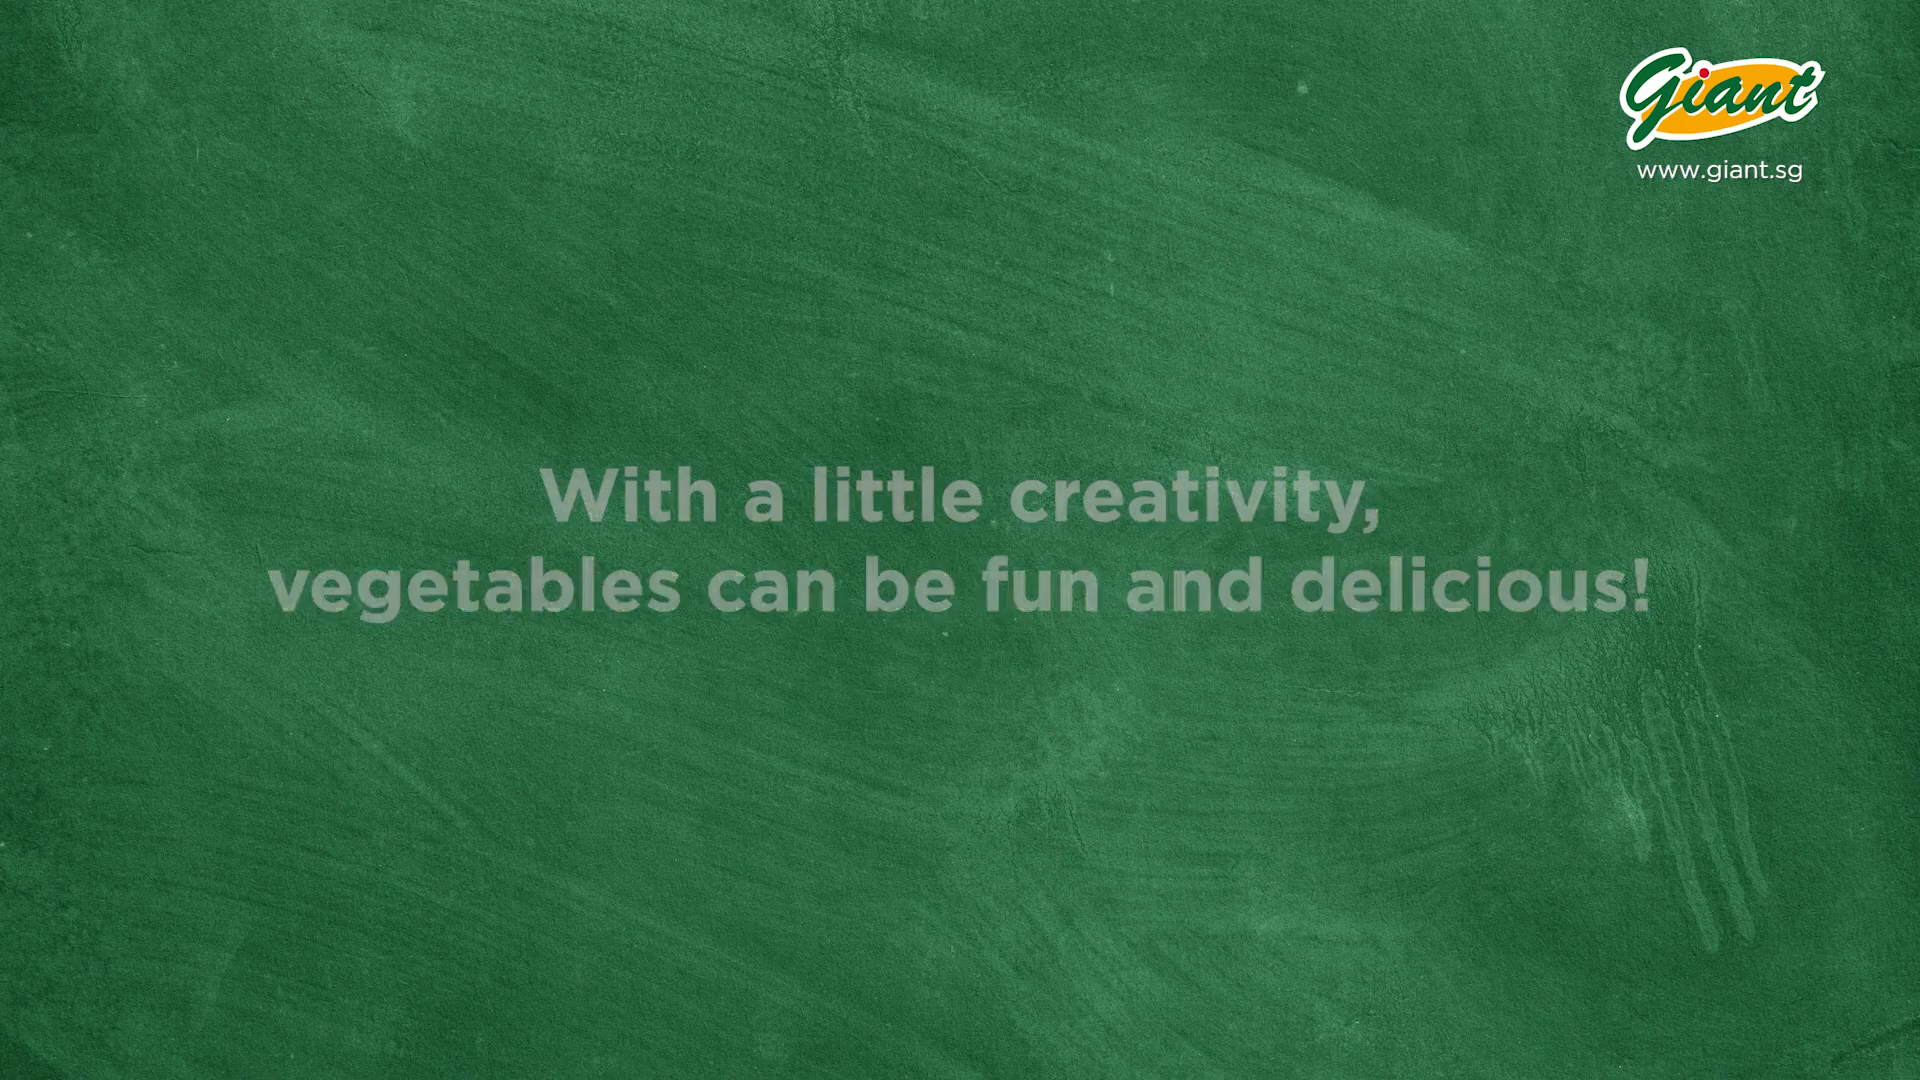 Giant
www.giant.sg
With a little creativity,
vegetables can be fun and delicious!